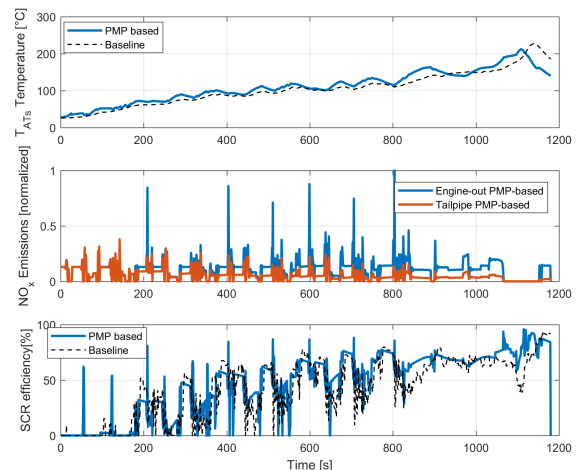 300
200
100
0
T_ATs Temperature [°C]
PMP based
Baseline
0 200 400 600 800 1000 1200
1
0.5
0
NO_x Emissions [normalized]
Engine-out PMP-based
Tailpipe PMP-based
0 200 400 600 800 1000 1200
100
50
0
SCR efficiency[%]
PMP based
Baseline
0 200 400 600 800 1000 1200
Time [s]